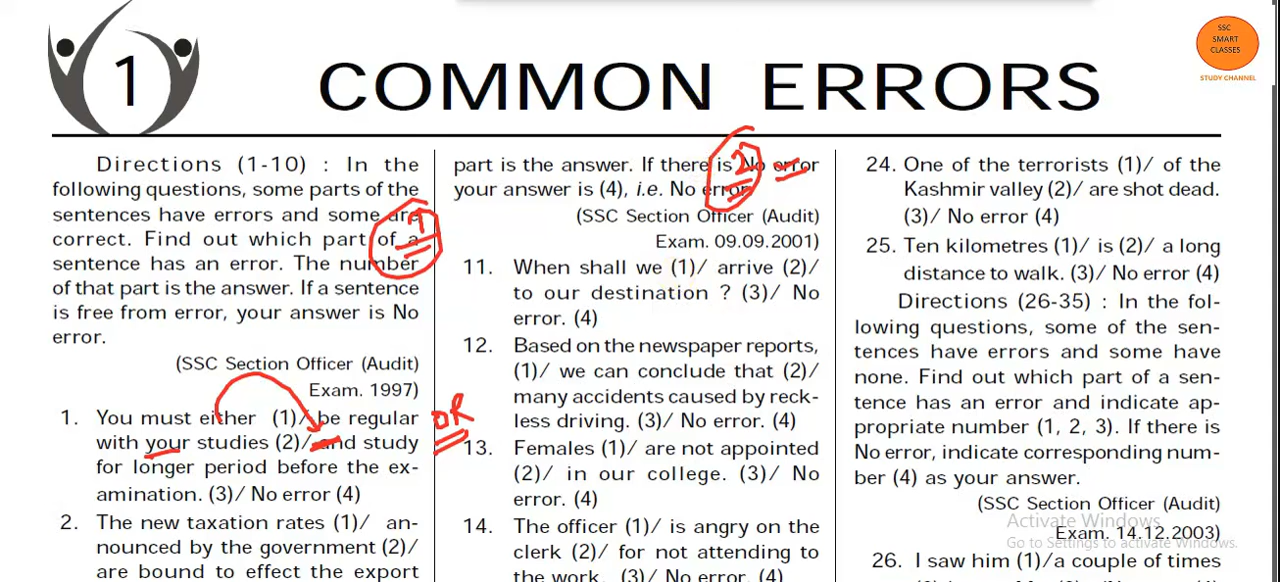 1
COMMON ERRORS
SSC
SMART
CLASSES
STUDY CHANNEL
Directions (1-10) : In the
following questions, some parts of the
sentences have errors and some are
correct. Find out which part of a
sentence has an error. The number
of that part is the answer. If a sentence
is free from error, your answer is No
error.
(SSC Section Officer (Audit)
Exam. 1997)
1. You must either (1)/ be regular
with your studies (2)/ and study
for longer period before the ex-
amination. (3)/ No error (4)
2. The new taxation rates (1)/ an-
nounced by the government (2)/
are bound to effect the export
OR
part is the answer. If there is No error
your answer is (4), i.e. No error.
2
(SSC Section Officer (Audit)
Exam. 09.09.2001)
11. When shall we (1)/ arrive (2)/
to our destination ? (3)/ No
error. (4)
12. Based on the newspaper reports,
(1)/ we can conclude that (2)/
many accidents caused by reck-
less driving. (3)/ No error. (4)
13. Females (1)/ are not appointed
(2)/ in our college. (3)/ No
error. (4)
14. The officer (1)/ is angry on the
clerk (2)/ for not attending to
the work. (3)/ No error. (4)
24. One of the terrorists (1)/ of the
Kashmir valley (2)/ are shot dead.
(3)/ No error (4)
25. Ten kilometres (1)/ is (2)/ a long
distance to walk. (3)/ No error (4)
Directions (26-35) : In the fol-
lowing questions, some of the sen-
tences have errors and some have
none. Find out which part of a sen-
tence has an error and indicate ap-
propriate number (1, 2, 3). If there is
No error, indicate corresponding num-
ber (4) as your answer.
(SSC Section Officer (Audit)
Exam. 14.12.2003)
26. I saw him (1)/a couple of times
Activate Windows
Go to Settings to activate Windows.